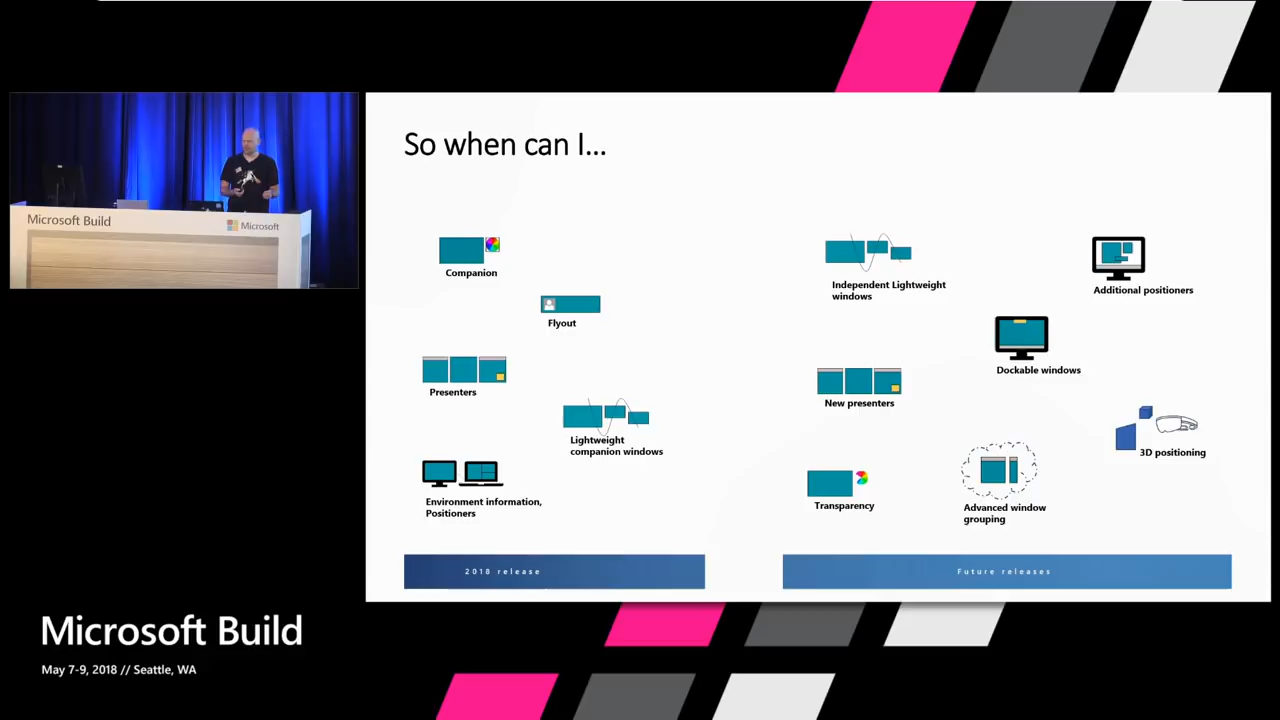 Microsoft Build
Microsoft
So when can I...
Companion
Flyout
Presenters
Lightweight
companion windows
Environment information,
Positioners
2018 release
Independent Lightweight
windows
Additional positioners
Dockable windows
New presenters
3D positioning
Transparency
Advanced window
grouping
Future releases
Microsoft Build
May 7-9, 2018 // Seattle, WA